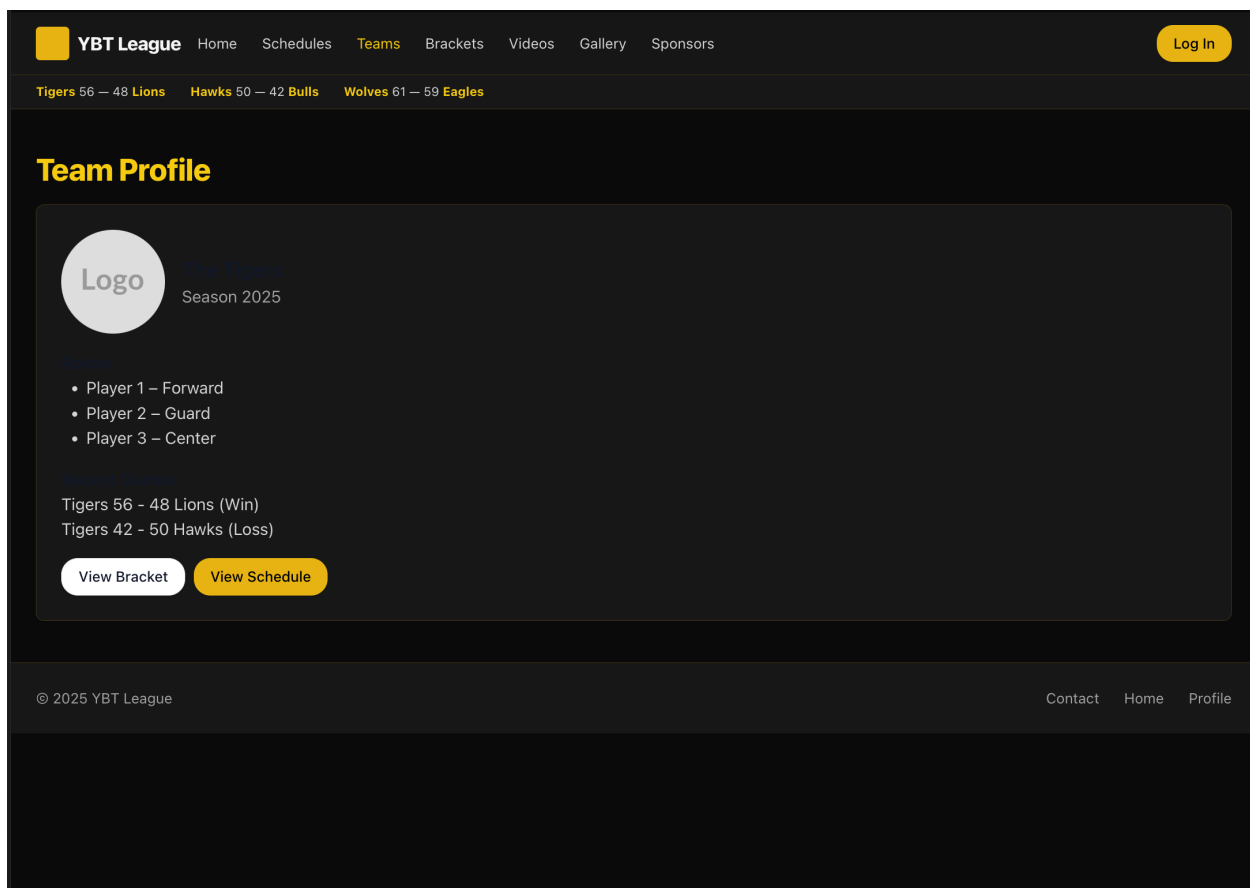 YBT League Home Schedules Teams Brackets Videos Gallery Sponsors Log In
Tigers 56 — 48 Lions Hawks 50 — 42 Bulls Wolves 61 — 59 Eagles
Team Profile
Logo
Season 2025
• Player 1 – Forward
• Player 2 – Guard
• Player 3 – Center
Tigers 56 - 48 Lions (Win)
Tigers 42 - 50 Hawks (Loss)
View Bracket View Schedule
© 2025 YBT League Contact Home Profile